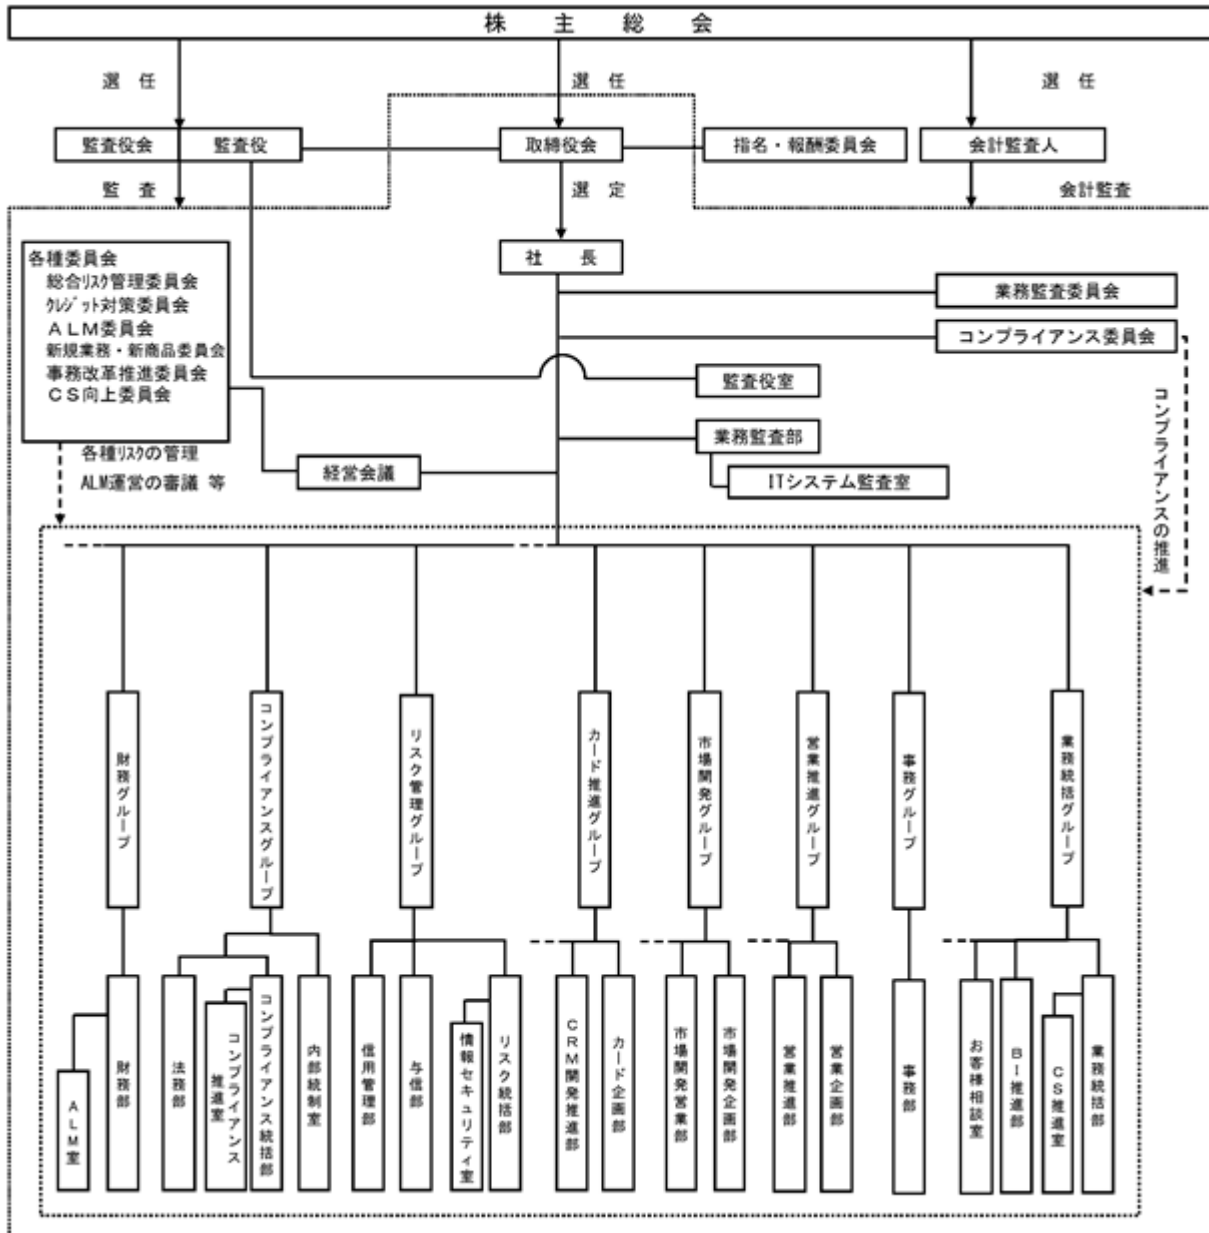 株主総会
選任
選任
選任
監査役会
監査役
取締役会
指名・報酬委員会
会計監査人
監査
選定
会計監査
社長
各種委員会
総合リスク管理委員会
クレジット対策委員会
ALM委員会
新規業務・新商品委員会
事務改革推進委員会
CS向上委員会
業務監査委員会
コンプライアンス委員会
監査役室
業務監査部
ITシステム監査室
経営会議
各種リスクの管理
ALM運営の審議 等
コンプライアンスの推進
財務グループ
コンプライアンスグループ
リスク管理グループ
カード推進グループ
市場開発グループ
営業推進グループ
事務グループ
業務統括グループ
ALM室
財務部
法務部
コンプライアンス
推進室
コンプライアンス統括部
内部統制室
信用管理部
与信部
情報セキュリティ室
リスク統括部
CRM開発推進部
カード企画部
市場開発営業部
市場開発企画部
営業推進部
営業企画部
事務部
お客様相談室
BI推進部
CS推進室
業務統括部